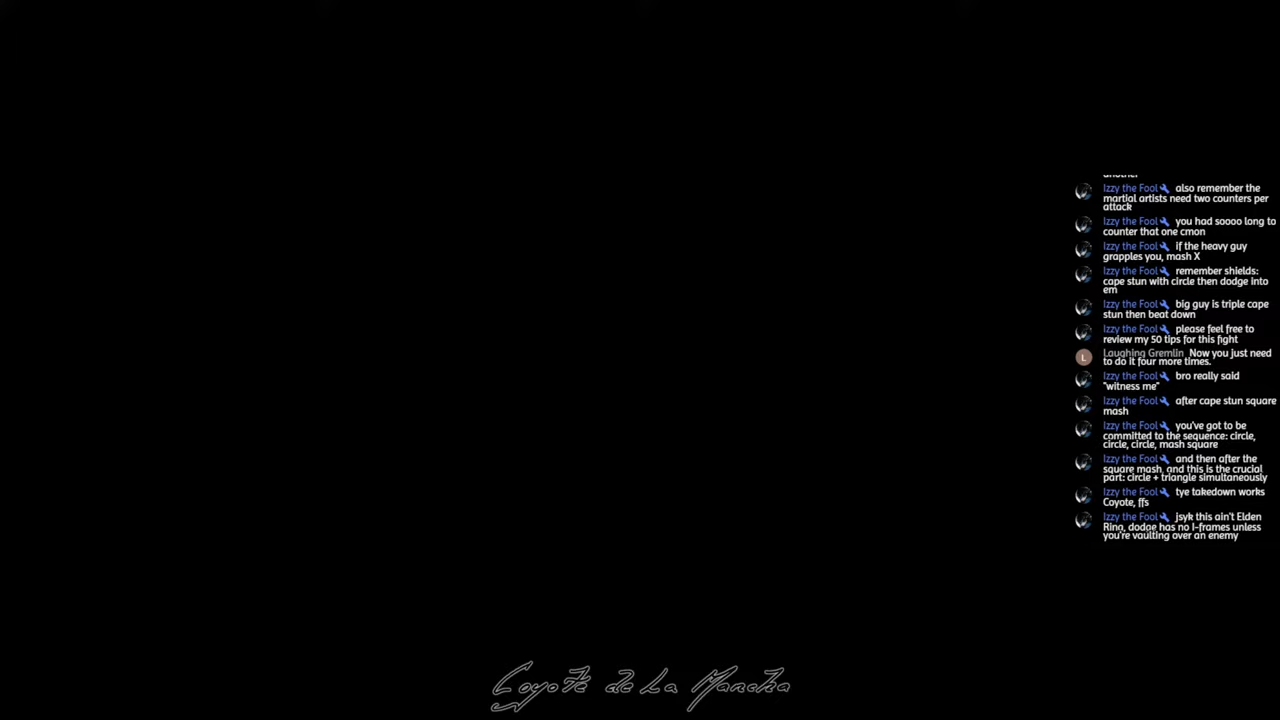 another
Izzy the Fool also remember the
martial artists need two counters per
attack
Izzy the Fool you had soooo long to
counter that one cmon
Izzy the Fool if the heavy guy
grapples you, mash X
Izzy the Fool remember shields:
cape stun with circle then dodge into
em
Izzy the Fool big guy is triple cape
stun then beat down
Izzy the Fool please feel free to
review my 50 tips for this fight
L
Laughing Gremlin Now you just need
to do it four more times.
Izzy the Fool bro really said
"witness me"
Izzy the Fool after cape stun square
mash
Izzy the Fool you've got to be
committed to the sequence: circle,
circle, circle, mash square
Izzy the Fool and then after the
square mash, and this is the crucial
part: circle + triangle simultaneously
Izzy the Fool tye takedown works
Coyote, ffs
Izzy the Fool jsyk this ain't Elden
Ring, dodge has no I-frames unless
you're vaulting over an enemy
Coyote de La Mancha